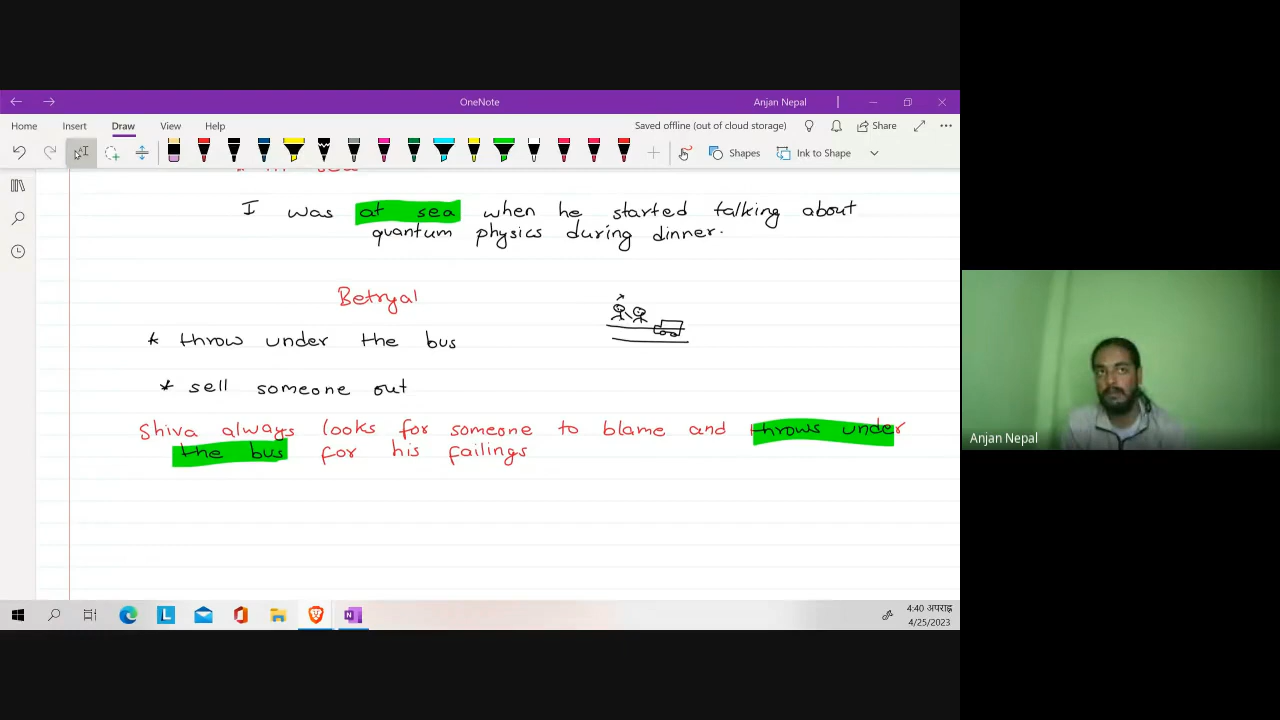 OneNote
Anjan Nepal
Home Insert Draw View Help
Saved offline (out of cloud storage) Share
Shapes Ink to Shape
I was at sea when he started talking about
quantum physics during dinner.
Betryal
* throw under the bus
* sell someone out
Shiva always looks for someone to blame and throws under
the bus for his failings
Anjan Nepal
4:40 अपराह्न
4/25/2023